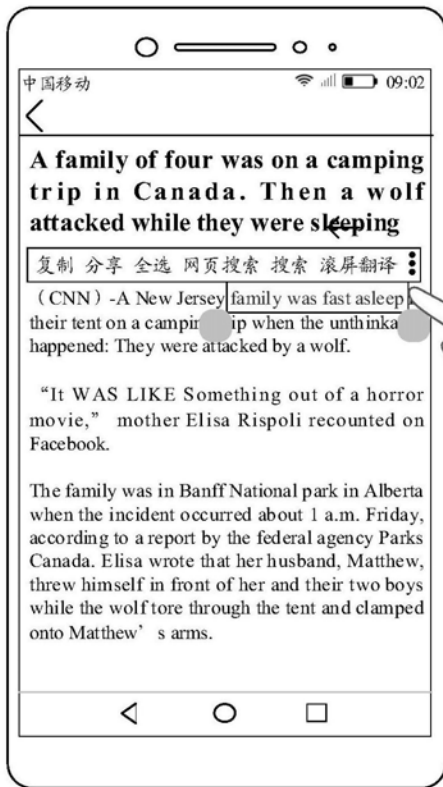 中国移动 09:02
A family of four was on a camping
trip in Canada. Then a wolf
attacked while they were sleeping
复制 分享 全选 网页搜索 搜索 滚屏翻译
（CNN）-A New Jersey family was fast asleep
their tent on a camping when the
happened: They were attacked by a wolf.
“It WAS LIKE Something out of a horror
movie,” mother Elisa Rispoli recounted on
Facebook.
The family was in Banff National park in Alberta
when the incident occurred about 1 a.m. Friday,
according to a report by the federal agency Parks
Canada. Elisa wrote that her husband, Matthew,
threw himself in front of her and their two boys
while the wolf tore through the tent and clamped
onto Matthew’s arms.